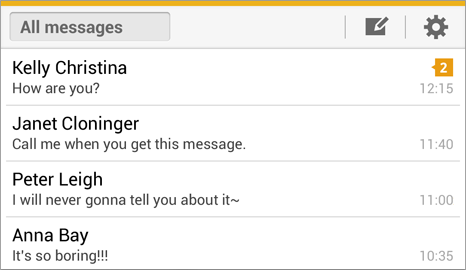 All messages
Kelly Christina 2
How are you? 12:15
Janet Cloninger
Call me when you get this message. 11:40
Peter Leigh
I will never gonna tell you about it~ 11:00
Anna Bay
It's so boring!!! 10:35